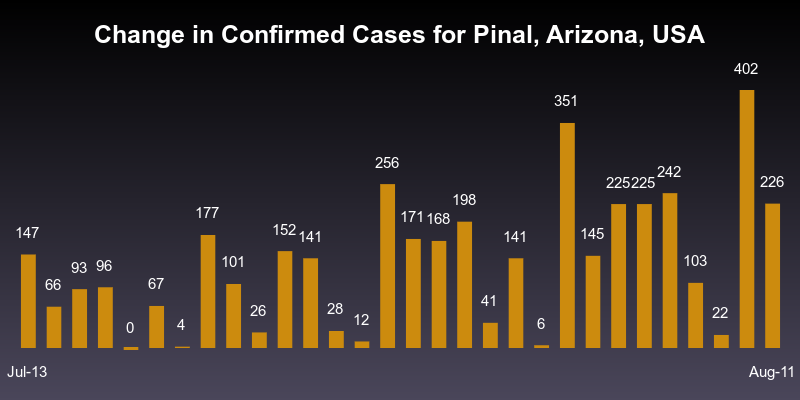 Change in Confirmed Cases for Pinal, Arizona, USA
147 66 93 96 0 67 4 177 101 26 152 141 28 12 256 171 168 198 41 141 6 351 145 225 225 242 103 22 402 226
Jul-13 Aug-11